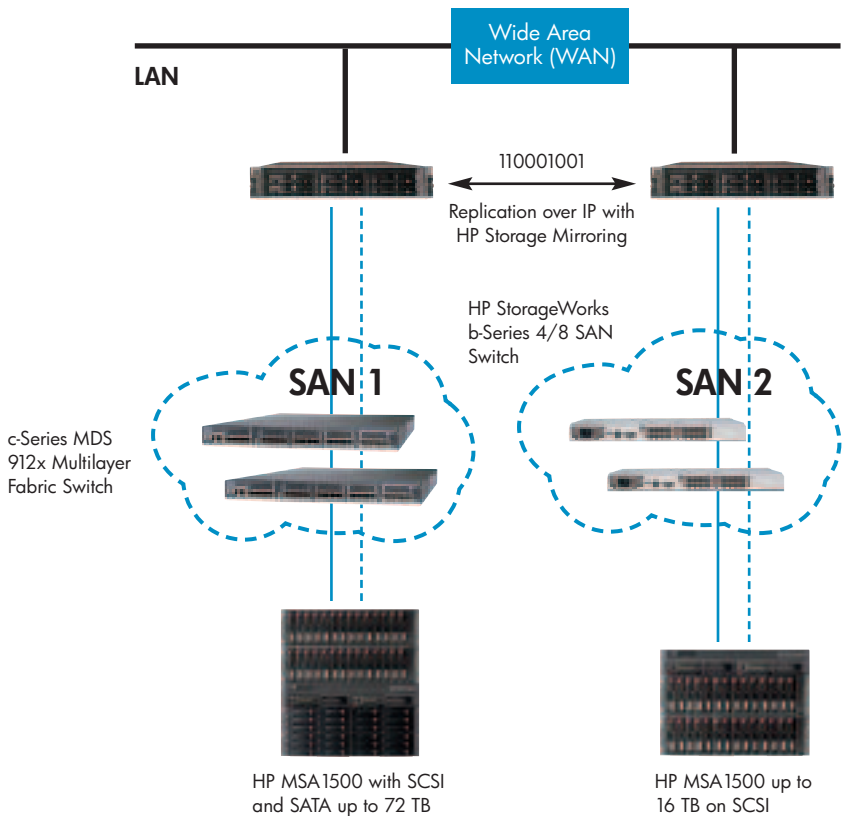 Wide Area
Network (WAN)
LAN
110001001
Replication over IP with
HP Storage Mirroring
HP StorageWorks
b-Series 4/8 SAN
Switch
SAN 1
SAN 2
c-Series MDS
912x Multilayer
Fabric Switch
HP MSA1500 with SCSI
and SATA up to 72 TB
HP MSA1500 up to
16 TB on SCSI